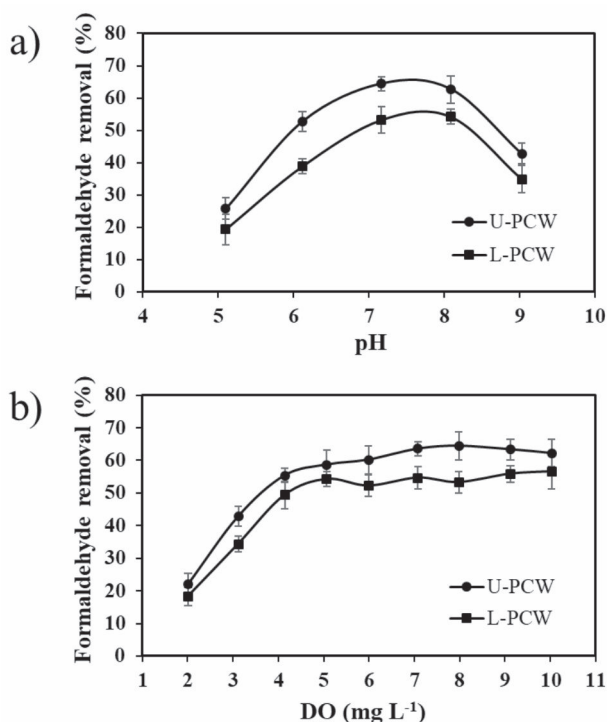 a)
Formaldehyde removal (%)
80
70
60
50
40
30
20
10
0
U-PCW
L-PCW
4 5 6 7 8 9 10
pH
b)
Formaldehyde removal (%)
80
70
60
50
40
30
20
10
0
U-PCW
L-PCW
1 2 3 4 5 6 7 8 9 10 11
DO (mg L⁻¹)